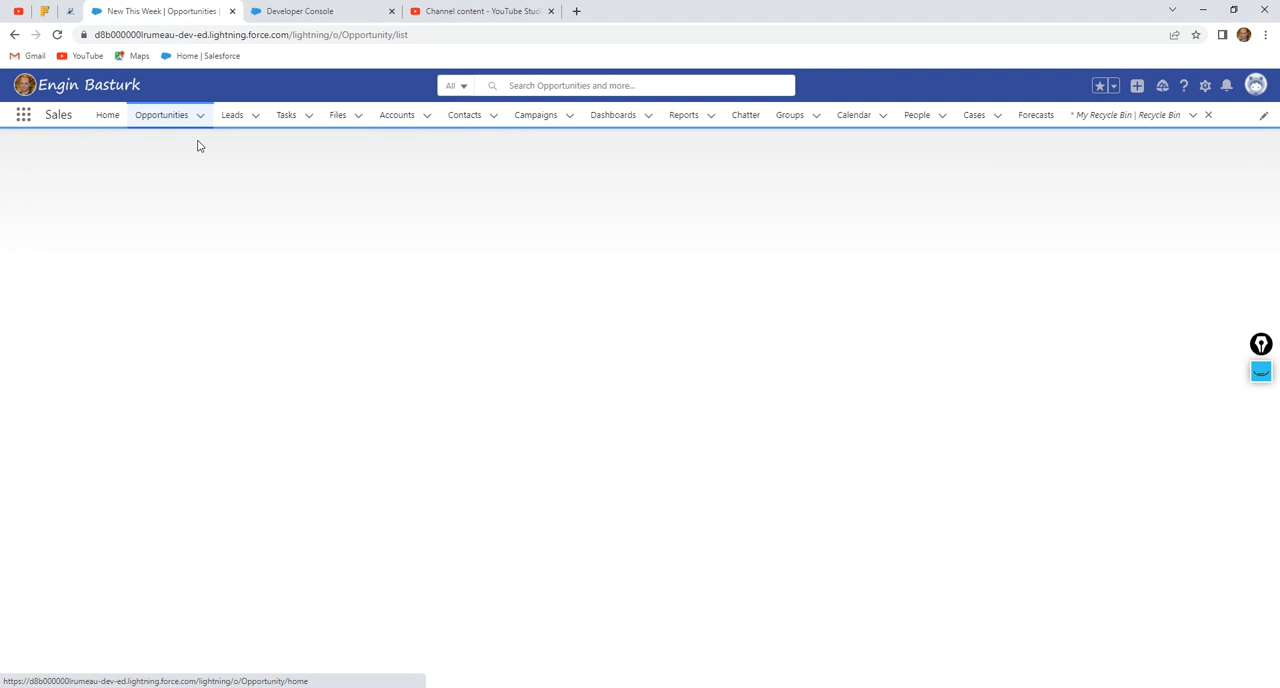 New This Week | Opportunities |
Developer Console
Channel content - YouTube Stud
d8b000000lrumeau-dev-ed.lightning.force.com/lightning/o/Opportunity/list
Gmail
YouTube
Maps
Home | Salesforce
Engin Basturk
All
Search Opportunities and more...
Sales
Home
Opportunities
Leads
Tasks
Files
Accounts
Contacts
Campaigns
Dashboards
Reports
Chatter
Groups
Calendar
People
Cases
Forecasts
* My Recycle Bin | Recycle Bin
https://d8b000000lrumeau-dev-ed.lightning.force.com/lightning/o/Opportunity/home